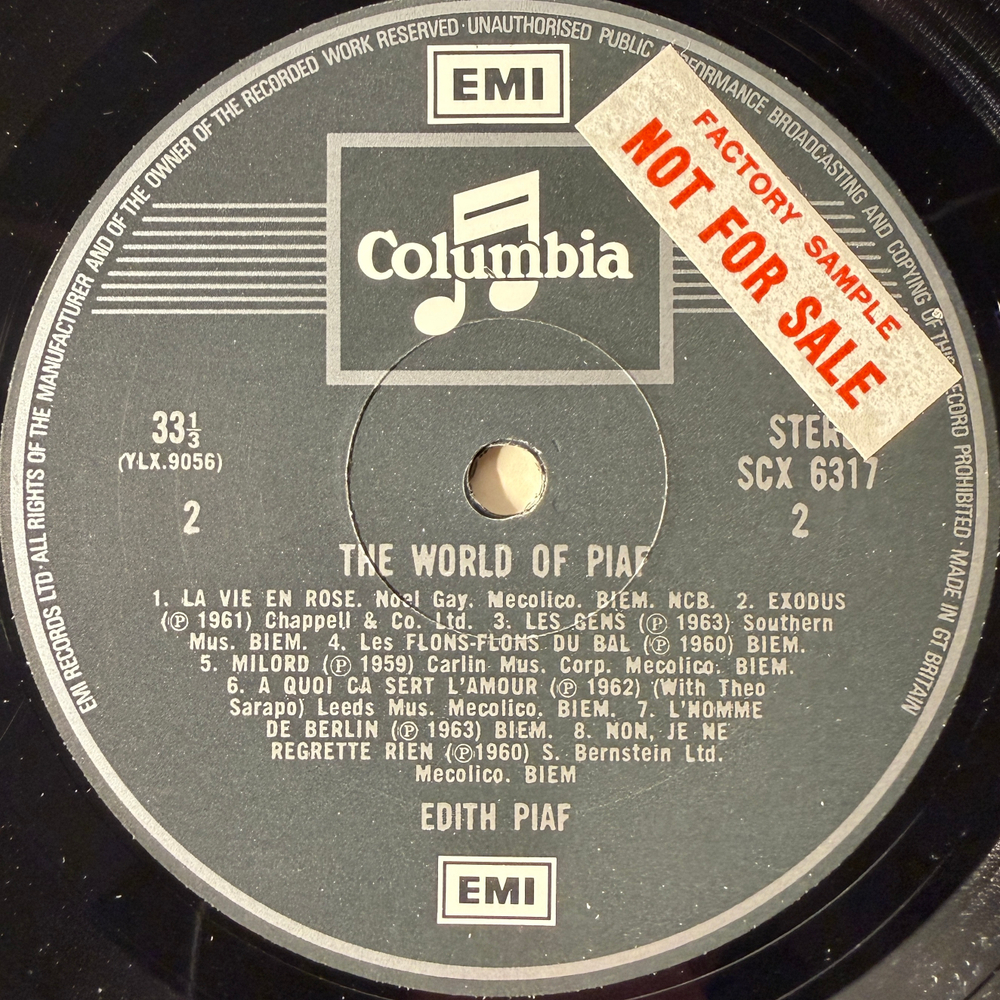 EMI RECORDS LTD · ALL RIGHTS OF THE MANUFACTURER AND OF THE OWNER OF THE RECORDED WORK RESERVED · UNAUTHORISED PUBLIC BROADCASTING AND COPYING OF RECORD PROHIBITED · MADE IN GT BRITAIN
EMI
FACTORY SAMPLE
NOT FOR SALE
Columbia
33⅓
(YLX.9056)
2
SCX 6317
2
THE WORLD OF PIAF
1. LA VIE EN ROSE. Noel Gay. Mecolico. BIEM. NCB. 2. EXODUS
(℗ 1961) Chappell & Co. Ltd. 3. LES GENS (℗ 1963) Southern
Mus. BIEM. 4. Les FLONS-FLONS DU BAL (℗ 1960) BIEM.
5. MILORD (℗ 1959) Carlin Mus. Corp. Mecolico. BIEM.
6. A QUOI CA SERT L'AMOUR (℗ 1962) (With Theo
Sarapo) Leeds Mus. Mecolico. BIEM. 7. L'HOMME
DE BERLIN (℗ 1963) BIEM. 8. NON, JE NE
REGRETTE RIEN (℗1960) S. Bernstein Ltd.
Mecolico. BIEM
EDITH PIAF
EMI